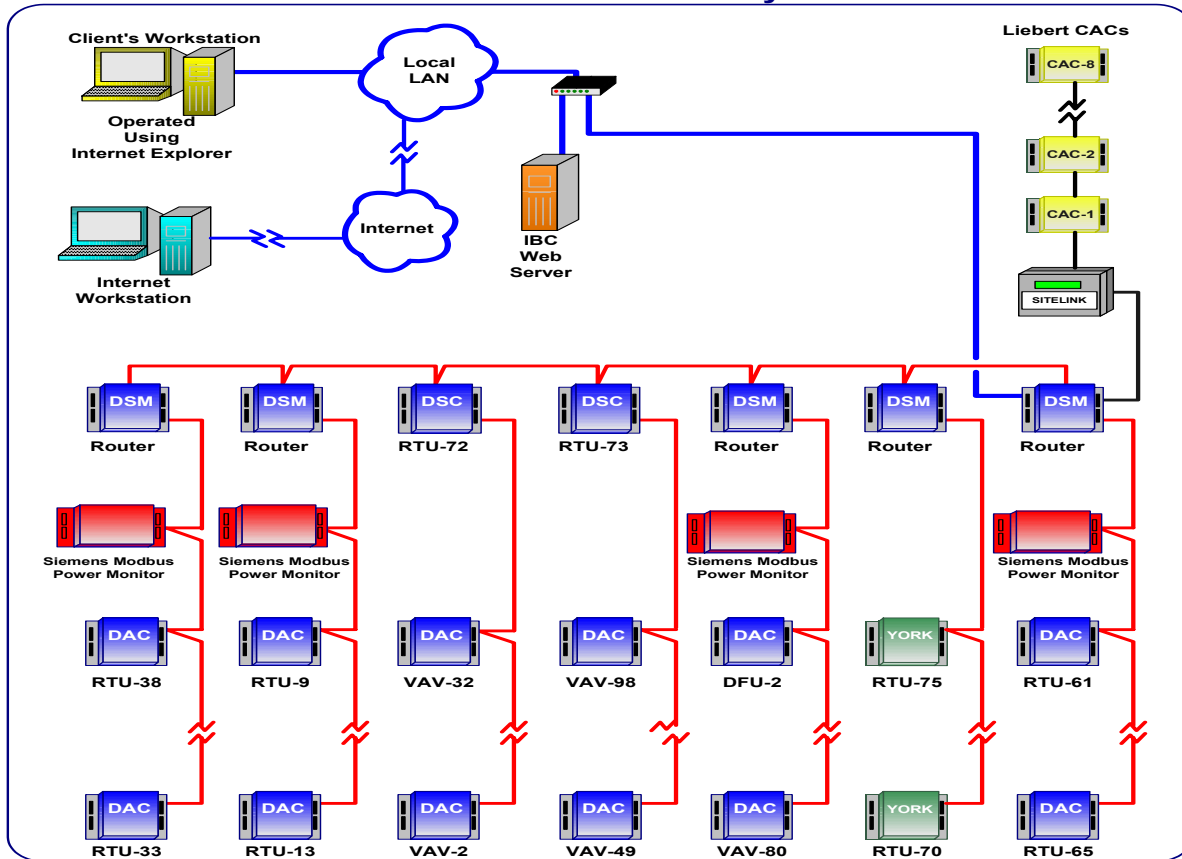 Client's Workstation
Operated
Using
Internet Explorer
Local
LAN
Liebert CACs
CAC-8
CAC-2
CAC-1
SITELINK
Internet
Workstation
Internet
IBC
Web
Server
DSM
Router
DSM
Router
DSC
RTU-72
DSC
RTU-73
DSM
Router
DSM
Router
DSM
Router
Siemens Modbus
Power Monitor
Siemens Modbus
Power Monitor
Siemens Modbus
Power Monitor
Siemens Modbus
Power Monitor
DAC
RTU-38
DAC
RTU-9
DAC
VAV-32
DAC
VAV-98
DAC
DFU-2
YORK
RTU-75
DAC
RTU-61
DAC
RTU-33
DAC
RTU-13
DAC
VAV-2
DAC
VAV-49
DAC
VAV-80
YORK
RTU-70
DAC
RTU-65